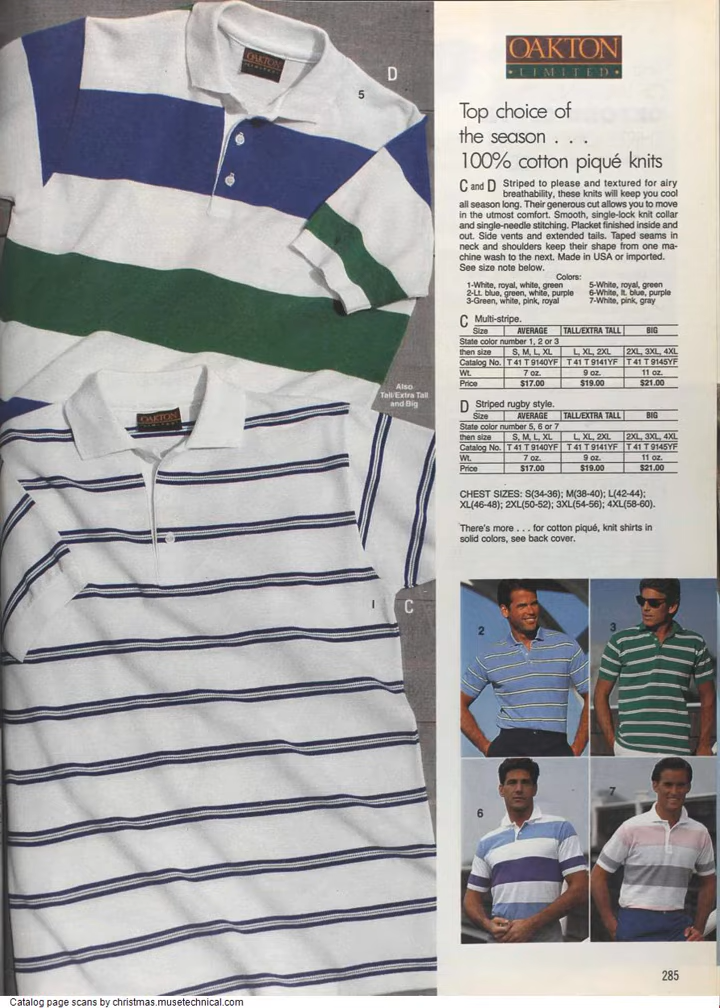 OAKTON
D
5
OAKTON
LIMITED
Top choice of
the season . . .
100% cotton piqué knits
C and D Striped to please and textured for airy
breathability, these knits will keep you cool
all season long. Their generous cut allows you to move
in the utmost comfort. Smooth, single-lock knit collar
and single-needle stitching. Placket finished inside and
out. Side vents and extended tails. Taped seams in
neck and shoulders keep their shape from one ma-
chine wash to the next. Made in USA or imported.
See size note below.
Colors:
1-White, royal, white, green 5-White, royal, green
2-Lt. blue, green, white, purple 6-White, lt. blue, purple
3-Green, white, pink, royal 7-White, pink, gray
C Multi-stripe.
Size AVERAGE TALL/EXTRA TALL BIG
State color number 1, 2 or 3
then size S, M, L, XL L, XL, 2XL 2XL, 3XL, 4XL
Catalog No. T 41 T 9140YF T 41 T 9141YF T 41 T 9145YF
Wt. 7 oz. 9 oz. 11 oz.
Price $17.00 $19.00 $21.00
Also
Tall/Extra Tall
and Big
D Striped rugby style.
Size AVERAGE TALL/EXTRA TALL BIG
State color number 5, 6 or 7
then size S, M, L, XL L, XL, 2XL 2XL, 3XL, 4XL
Catalog No. T 41 T 9140YF T 41 T 9141YF T 41 T 9145YF
Wt. 7 oz. 9 oz. 11 oz.
Price $17.00 $19.00 $21.00
OAKTON
CHEST SIZES: S(34-36); M(38-40); L(42-44);
XL(46-48); 2XL(50-52); 3XL(54-56); 4XL(58-60).
There's more . . . for cotton piqué, knit shirts in
solid colors, see back cover.
1 C
2
3
6
7
285
Catalog page scans by christmas.musetechnical.com